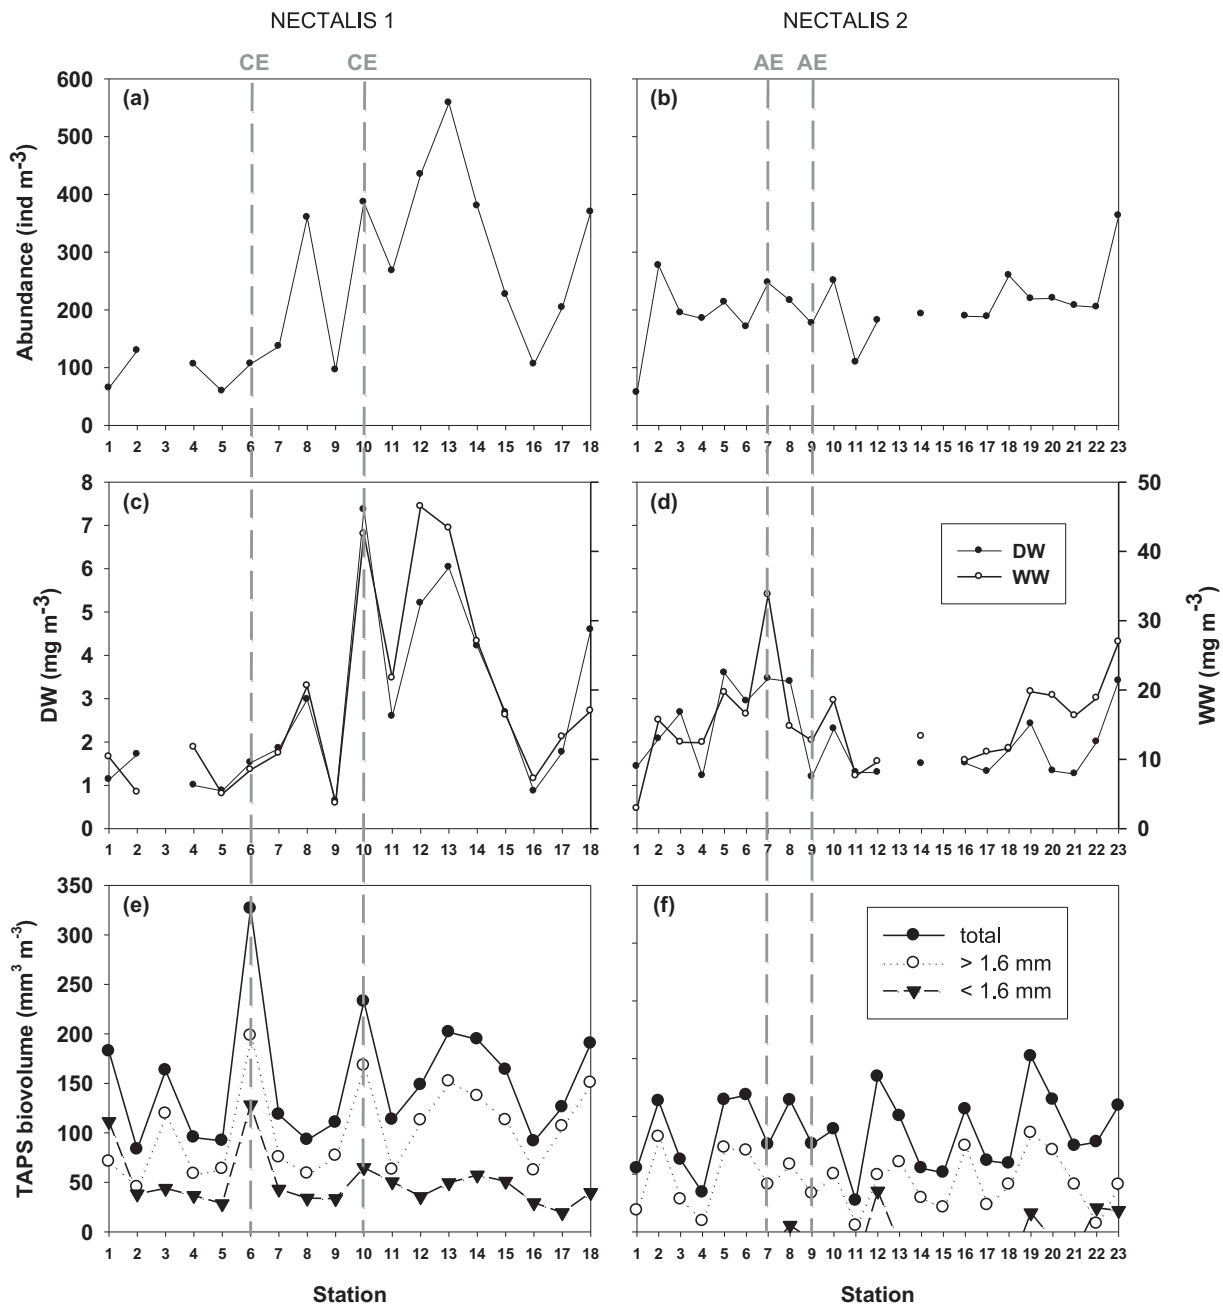 NECTALIS 1
NECTALIS 2
CE CE
AE AE
(a)
(b)
Abundance (ind m-3)
600
500
400
300
200
100
0
1 2 3 4 5 6 7 8 9 10 11 12 13 14 15 16 17 18
1 2 3 4 5 6 7 8 9 10 11 12 13 14 15 16 17 18 19 20 21 22 23
(c)
(d)
DW (mg m-3)
8
7
6
5
4
3
2
1
0
DW
WW
50
40
30
20
10
0
WW (mg m-3)
1 2 3 4 5 6 7 8 9 10 11 12 13 14 15 16 17 18
1 2 3 4 5 6 7 8 9 10 11 12 13 14 15 16 17 18 19 20 21 22 23
(e)
(f)
TAPS biovolume (mm3 m-3)
350
300
250
200
150
100
50
0
total
> 1.6 mm
< 1.6 mm
1 2 3 4 5 6 7 8 9 10 11 12 13 14 15 16 17 18
1 2 3 4 5 6 7 8 9 10 11 12 13 14 15 16 17 18 19 20 21 22 23
Station
Station